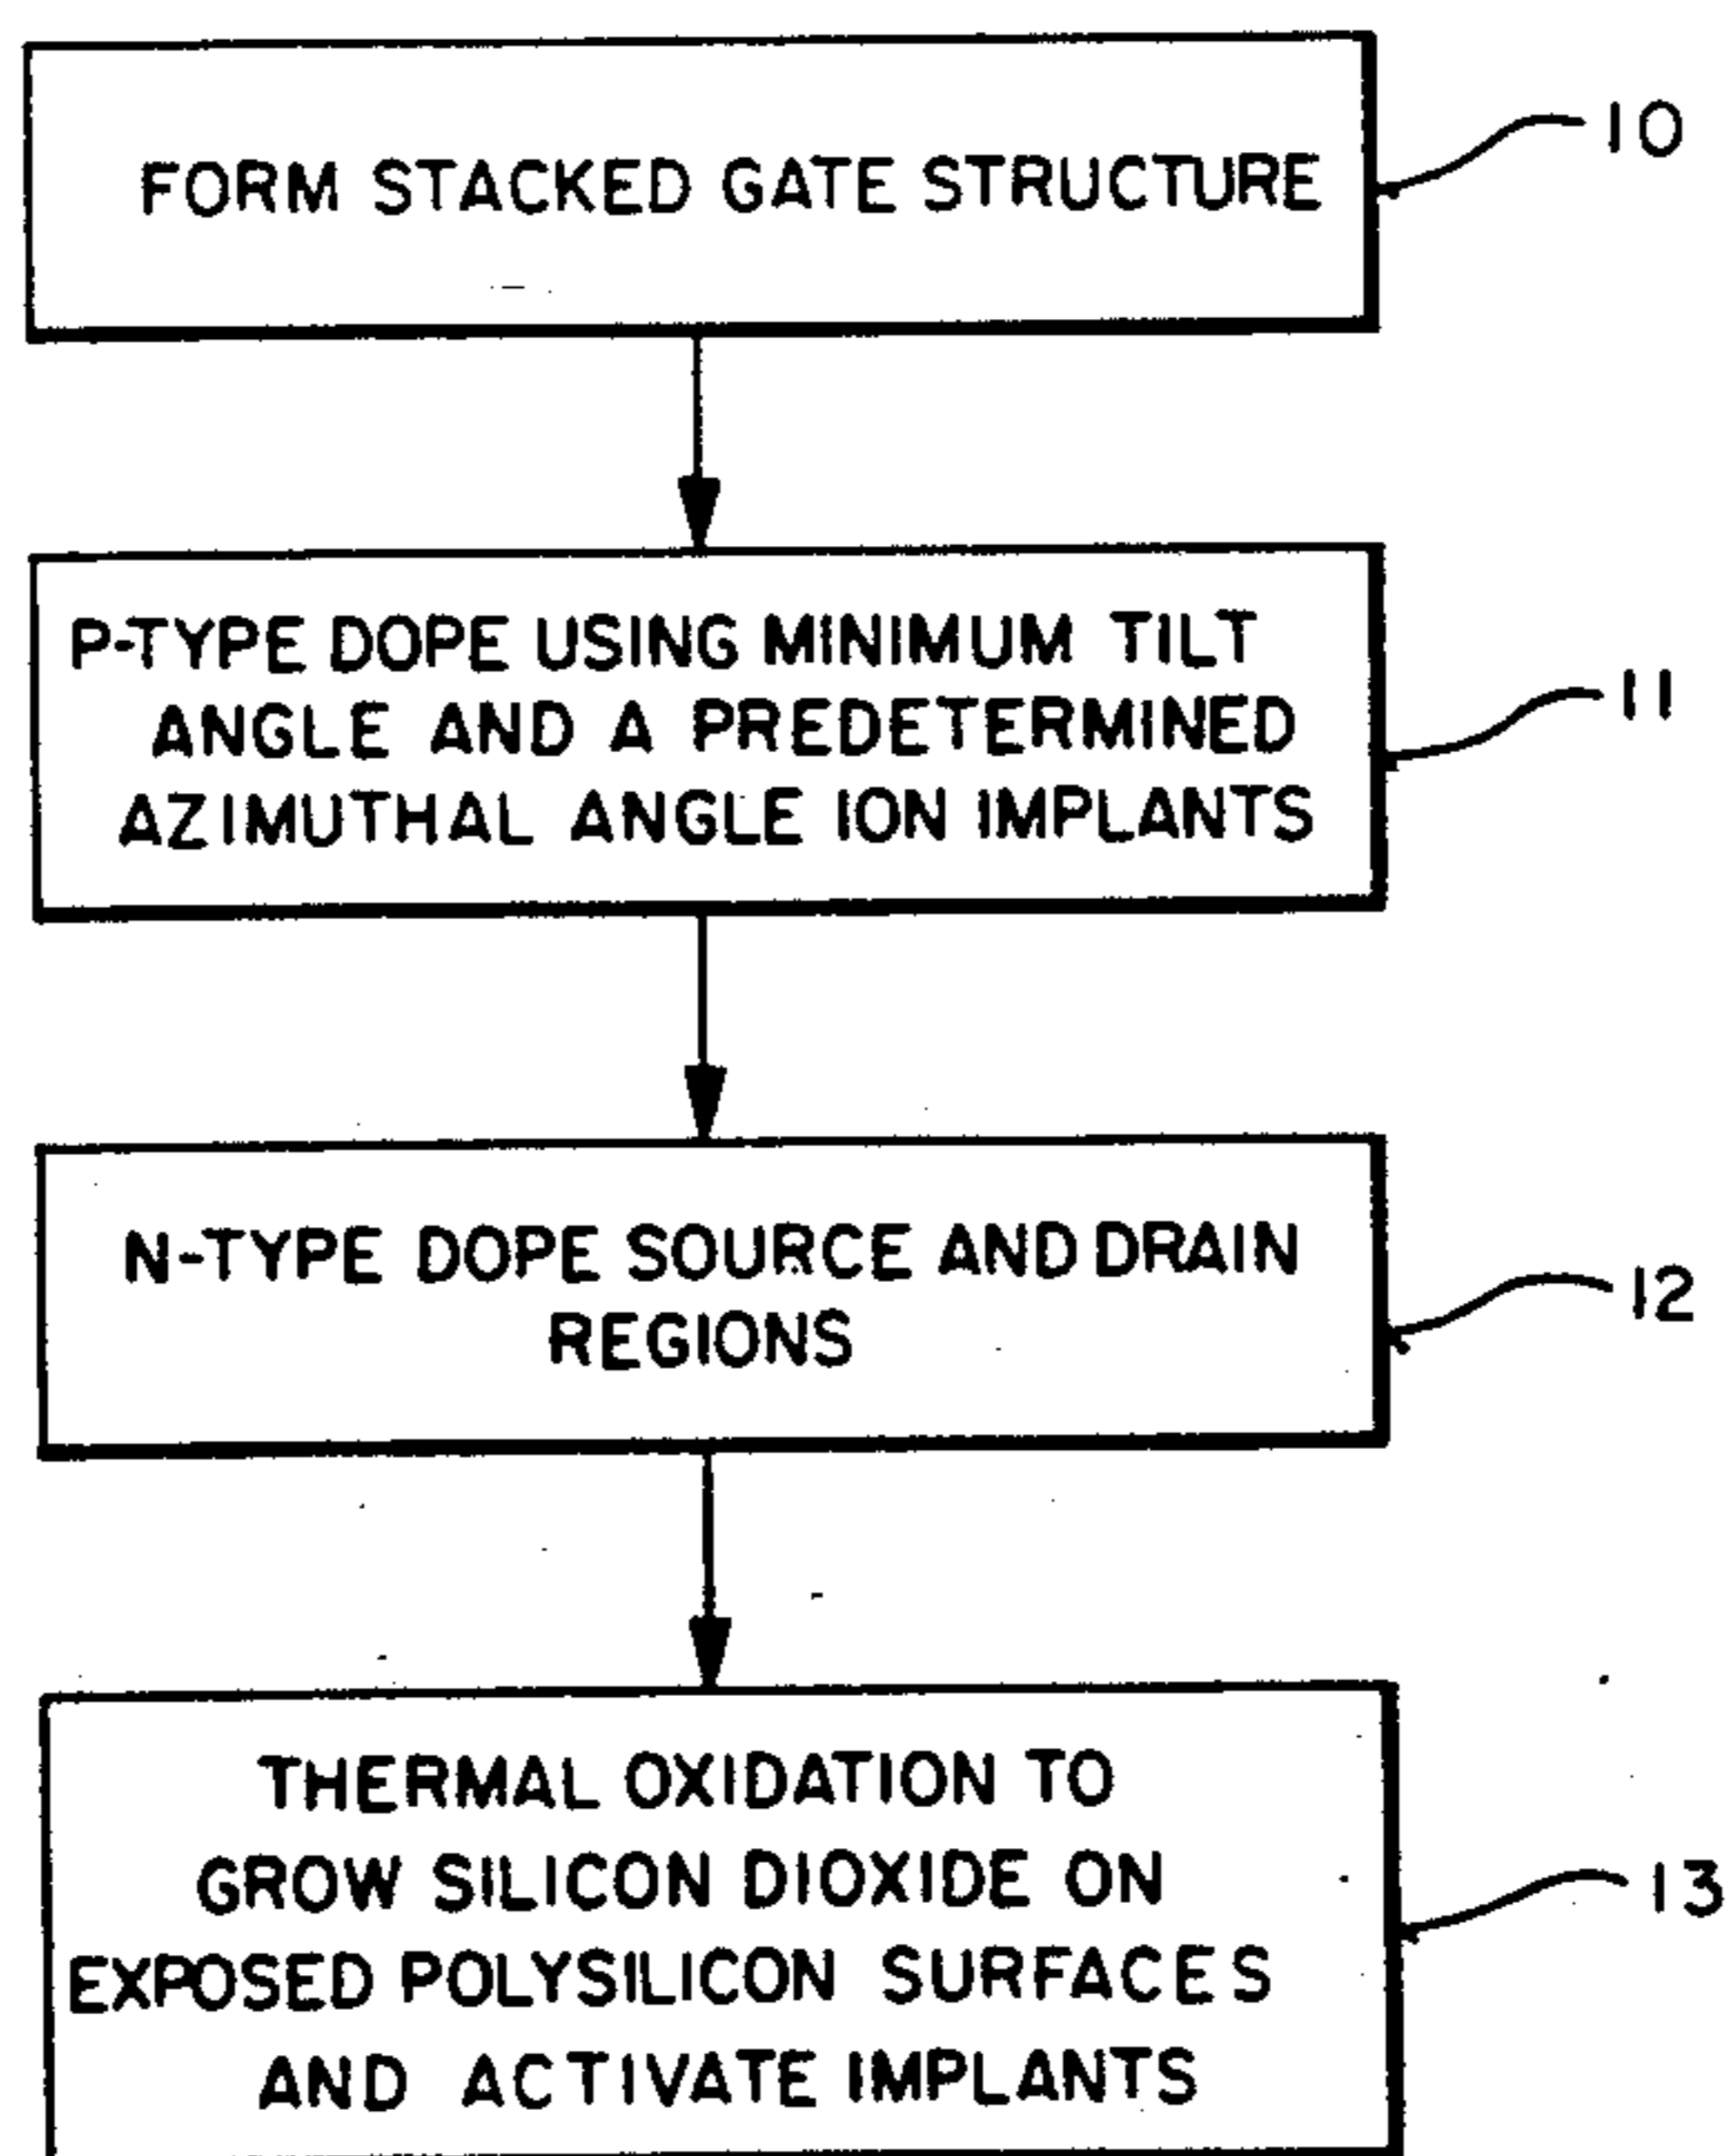 FORM STACKED GATE STRUCTURE
10
P-TYPE DOPE USING MINIMUM TILT
ANGLE AND A PREDETERMINED
AZIMUTHAL ANGLE ION IMPLANTS
11
N-TYPE DOPE SOURCE AND DRAIN
REGIONS
12
THERMAL OXIDATION TO
GROW SILICON DIOXIDE ON
EXPOSED POLYSILICON SURFACES
AND ACTIVATE IMPLANTS
13